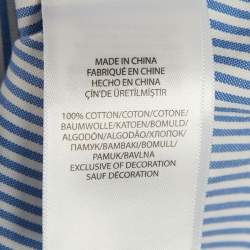 MADE IN CHINA
FABRIQUÉ EN CHINE
HECHO EN CHINA
ÇİN'DE ÜRETİLMİŞTİR
100% COTTON/COTON/COTONE/
BAUMWOLLE/KATOEN/BOMULD/
ALGODÓN/ALGODÃO/ХЛОПОК/
ПАМУК/BAMBAKI/BOMULL/
PAMUK/BAVLNA
EXCLUSIVE OF DECORATION
SAUF DÉCORATION